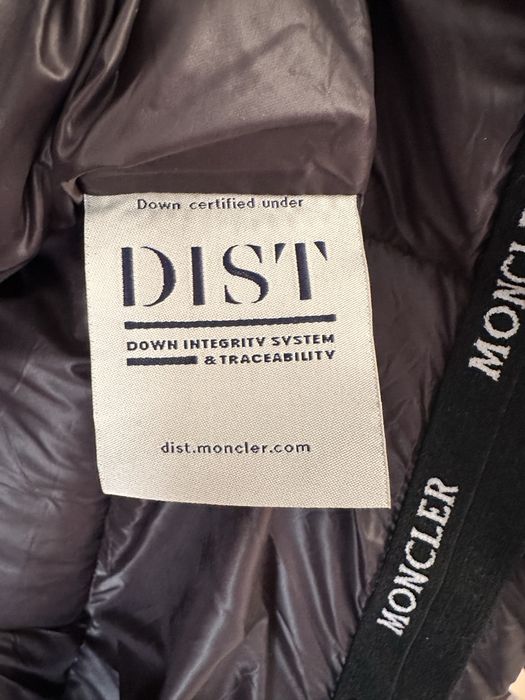 Down certified under
DIST
DOWN INTEGRITY SYSTEM
& TRACEABILITY
dist.moncler.com
MONCLER
MONCLER